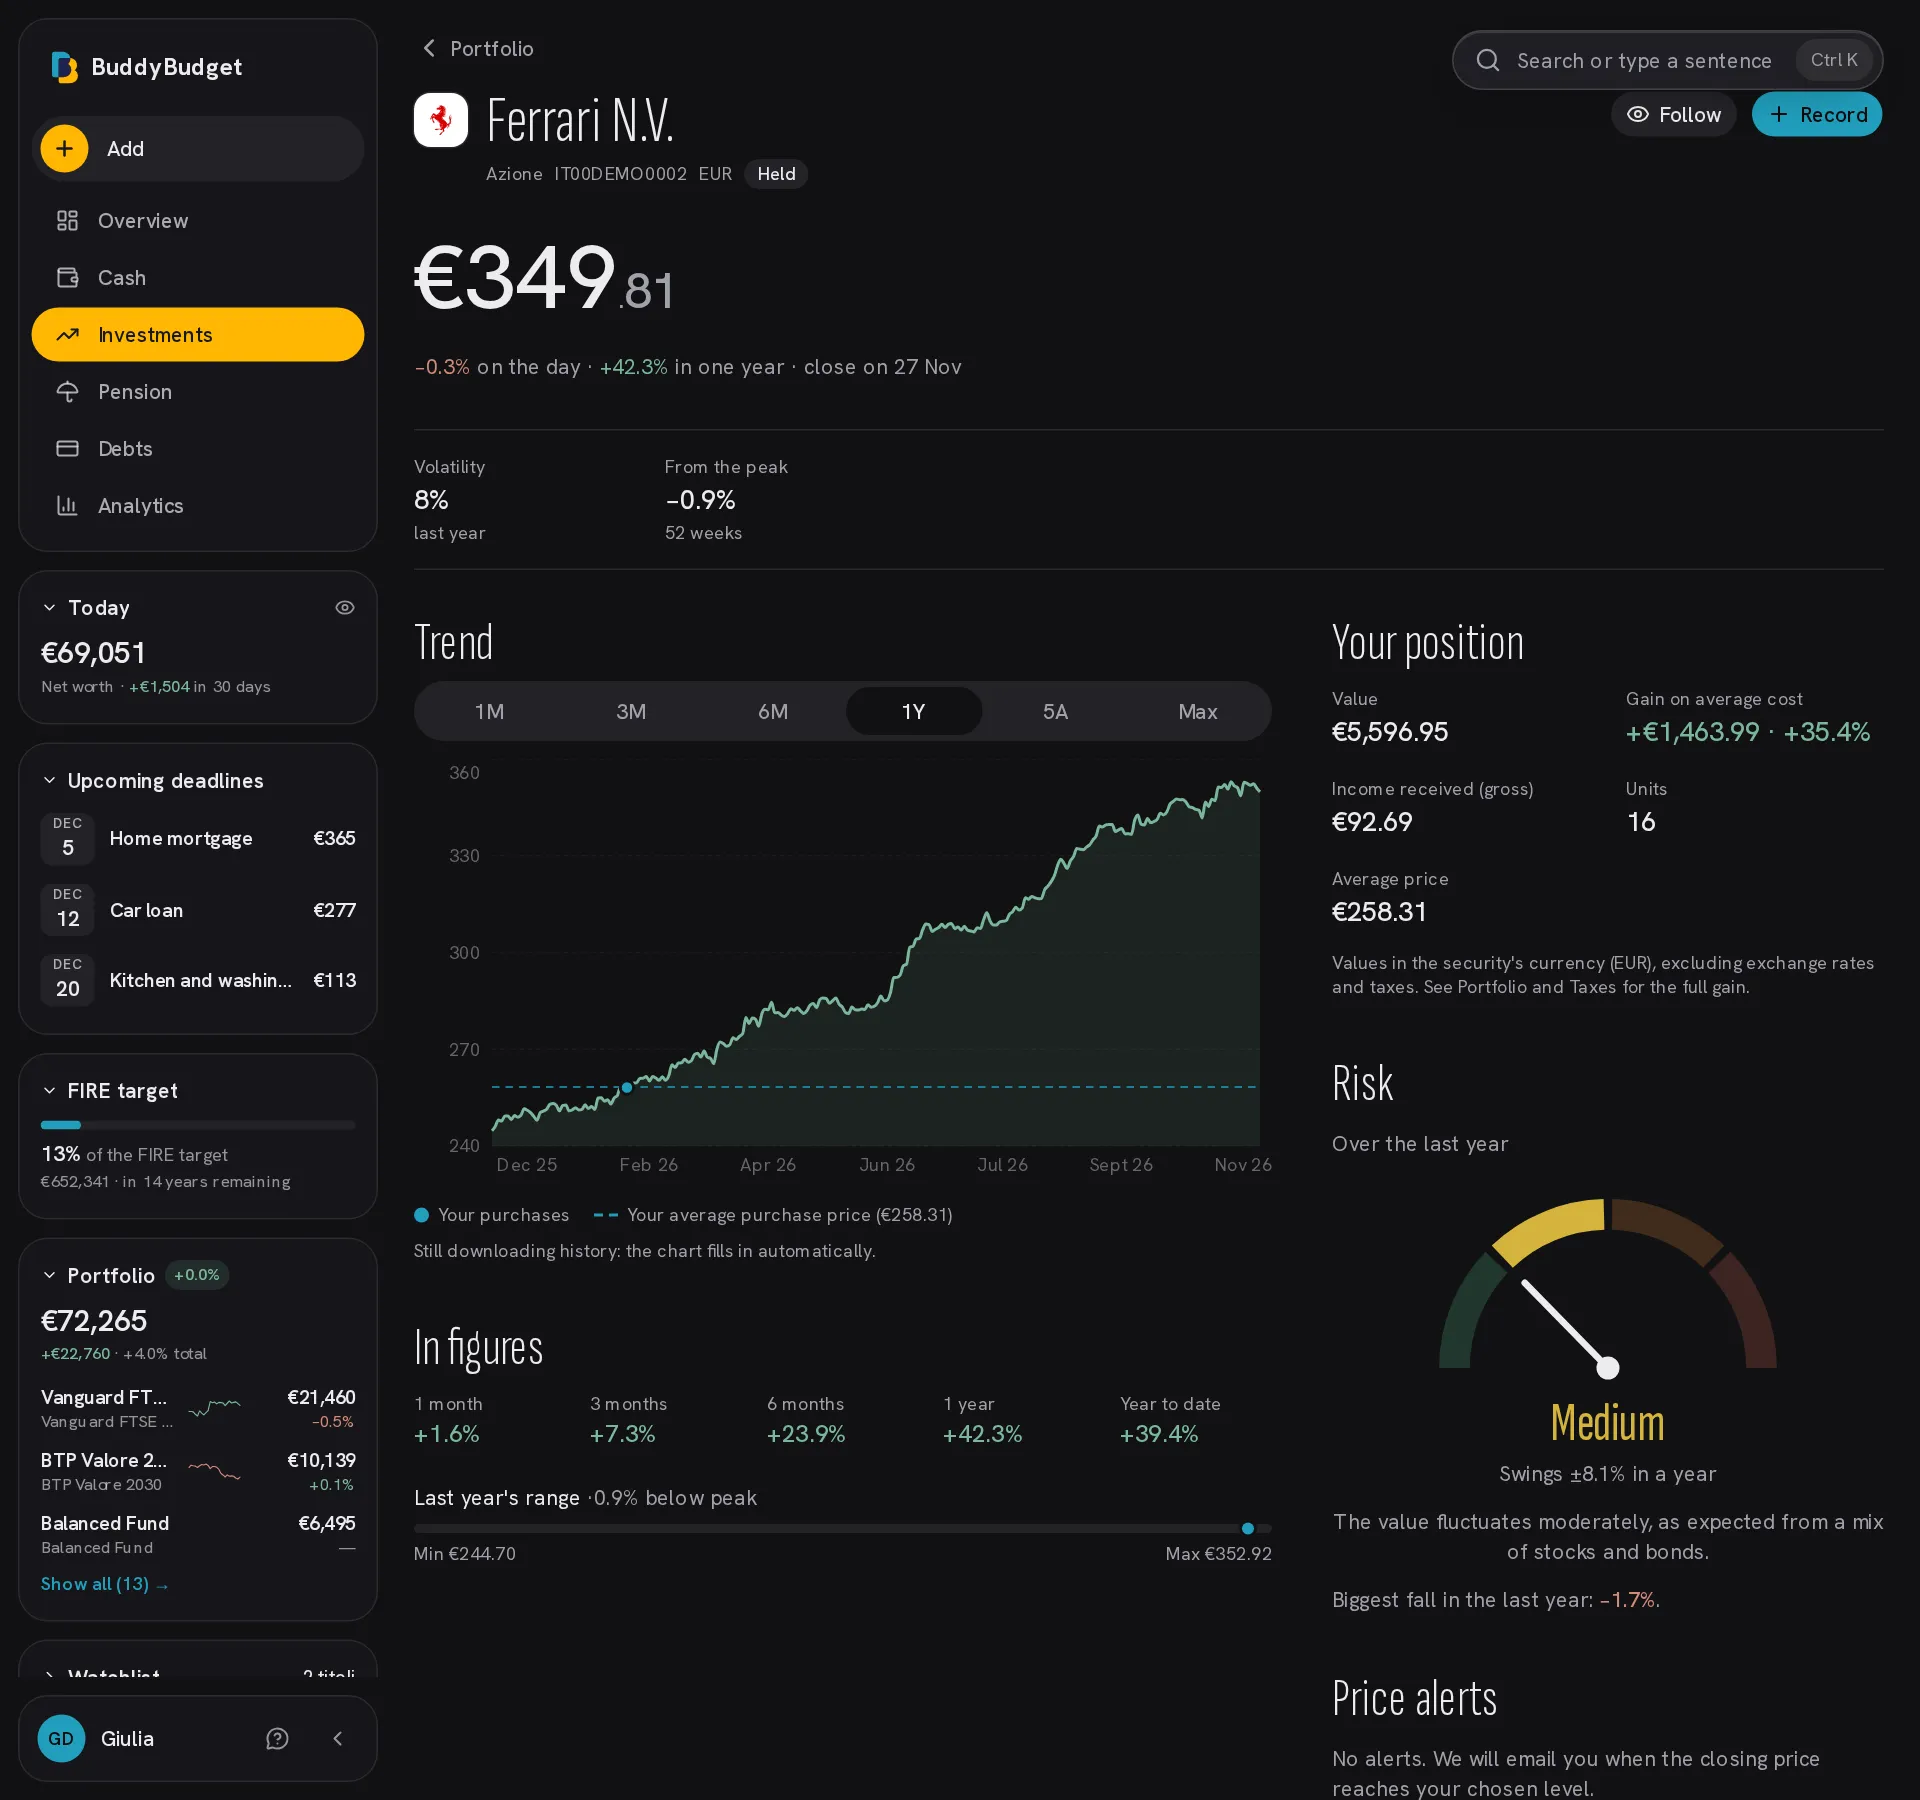 BuddyBudget
Add
Overview
Cash
Investments
Pension
Debts
Analytics
Today
€69,051
Net worth · +€1,504 in 30 days
Upcoming deadlines
DEC
5
Home mortgage
€365
DEC
12
Car loan
€277
DEC
20
Kitchen and washin...
€113
FIRE target
13% of the FIRE target
€652,341 · in 14 years remaining
Portfolio +0.0%
€72,265
+€22,760 · +4.0% total
Vanguard FT...
€21,460
Vanguard FTSE ...
−0.5%
BTP Valore 2...
€10,139
BTP Valore 2030
+0.1%
Balanced Fund
€6,495
Balanced Fund
—
Show all (13) →
Watchlist
2 titoli
GD
Giulia
Portfolio
Search or type a sentence
Ctrl K
Ferrari N.V.
Follow
Record
Azione IT00DEMO0002 EUR Held
€349.81
−0.3% on the day · +42.3% in one year · close on 27 Nov
Volatility
8%
last year
From the peak
−0.9%
52 weeks
Trend
1M 3M 6M 1Y 5A Max
360
330
300
270
240
Dec 25 Feb 26 Apr 26 Jun 26 Jul 26 Sept 26 Nov 26
Your purchases
Your average purchase price (€258.31)
Still downloading history: the chart fills in automatically.
In figures
1 month
+1.6%
3 months
+7.3%
6 months
+23.9%
1 year
+42.3%
Year to date
+39.4%
Last year's range · 0.9% below peak
Min €244.70
Max €352.92
Your position
Value
€5,596.95
Gain on average cost
+€1,463.99 · +35.4%
Income received (gross)
€92.69
Units
16
Average price
€258.31
Values in the security's currency (EUR), excluding exchange rates
and taxes. See Portfolio and Taxes for the full gain.
Risk
Over the last year
Medium
Swings ±8.1% in a year
The value fluctuates moderately, as expected from a mix
of stocks and bonds.
Biggest fall in the last year: −1.7%.
Price alerts
No alerts. We will email you when the closing price
reaches your chosen level.